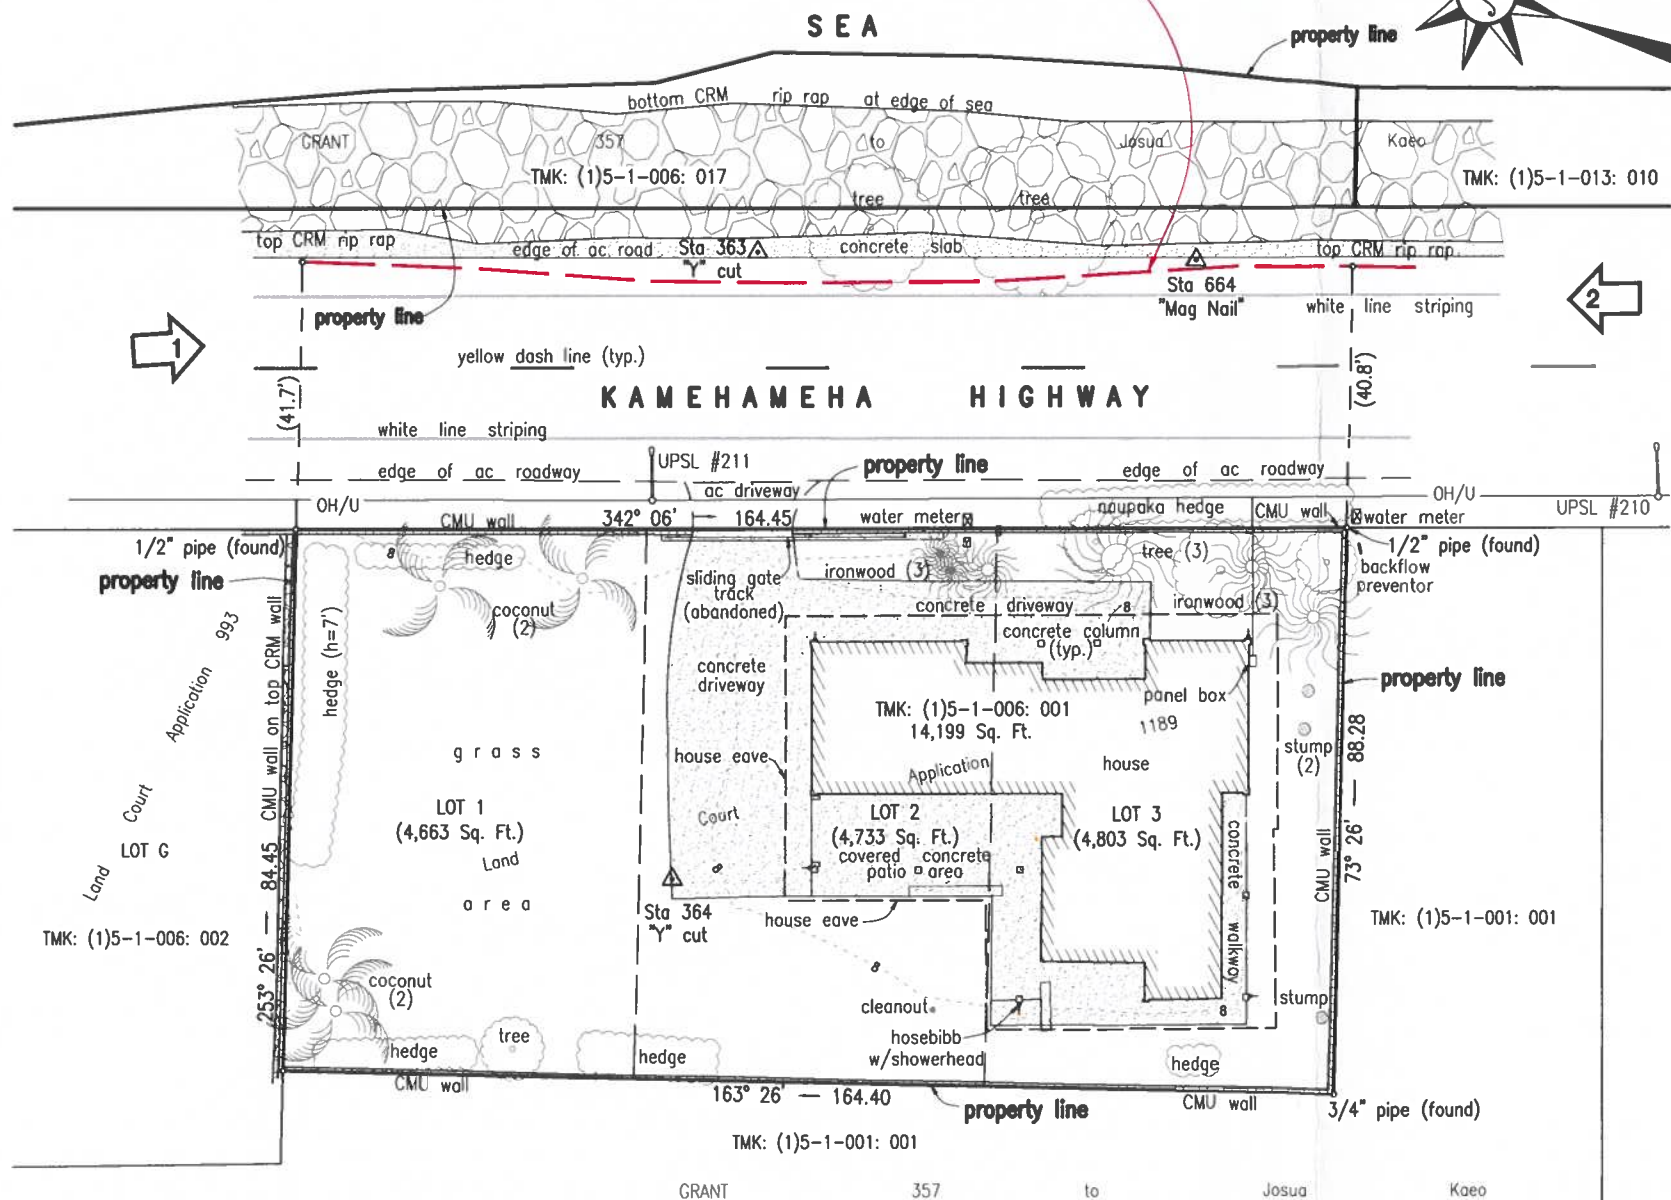 SEA
property line
bottom CRM rip rap at edge of sea
GRANT 357 to Josua Kaeo
TMK: (1)5-1-006: 017
TMK: (1)5-1-013: 010
tree tree
top CRM rip rap
edge of ac road
Sta 363
"Y" cut
concrete slab
top CRM rip rap
Sta 664
"Mag Nail"
property line
white line striping
1
2
yellow dash line (typ.)
(41.7')
(40.8')
KAMEHAMEHA HIGHWAY
white line striping
edge of ac roadway
UPSL #211
property line
edge of ac roadway
ac driveway
OH/U
OH/U
UPSL #210
CMU wall
342° 06' — 164.45
water meter
naupaka hedge
CMU wall
water meter
1/2" pipe (found)
1/2" pipe (found)
backflow
preventor
property line
8
hedge
coconut
(2)
sliding gate
track
(abandoned)
ironwood (3)
tree (3)
concrete driveway
8
ironwood (3)
concrete column
(typ.)
hedge (h=7')
993
Application
Court
Land
LOT G
TMK: (1)5-1-006: 002
CMU wall on top CRM wall
253° 26' — 84.45
concrete
driveway
panel box
property line
TMK: (1)5-1-006: 001
14,199 Sq. Ft.
1189
grass
house eave
Application
house
stump
(2)
73° 26' — 88.28
CMU wall
LOT 1
(4,663 Sq. Ft.)
Land
Court
LOT 2
(4,733 Sq. Ft.)
LOT 3
(4,803 Sq. Ft.)
covered concrete
patio area
concrete walkway
8
area
Sta 364
"Y" cut
house eave
TMK: (1)5-1-001: 001
8
coconut
(2)
cleanout
stump
8
hosebibb
w/showerhead
tree
hedge
hedge
hedge
CMU wall
163° 26' — 164.40
property line
CMU wall
3/4" pipe (found)
TMK: (1)5-1-001: 001
GRANT 357 to Josua Kaeo